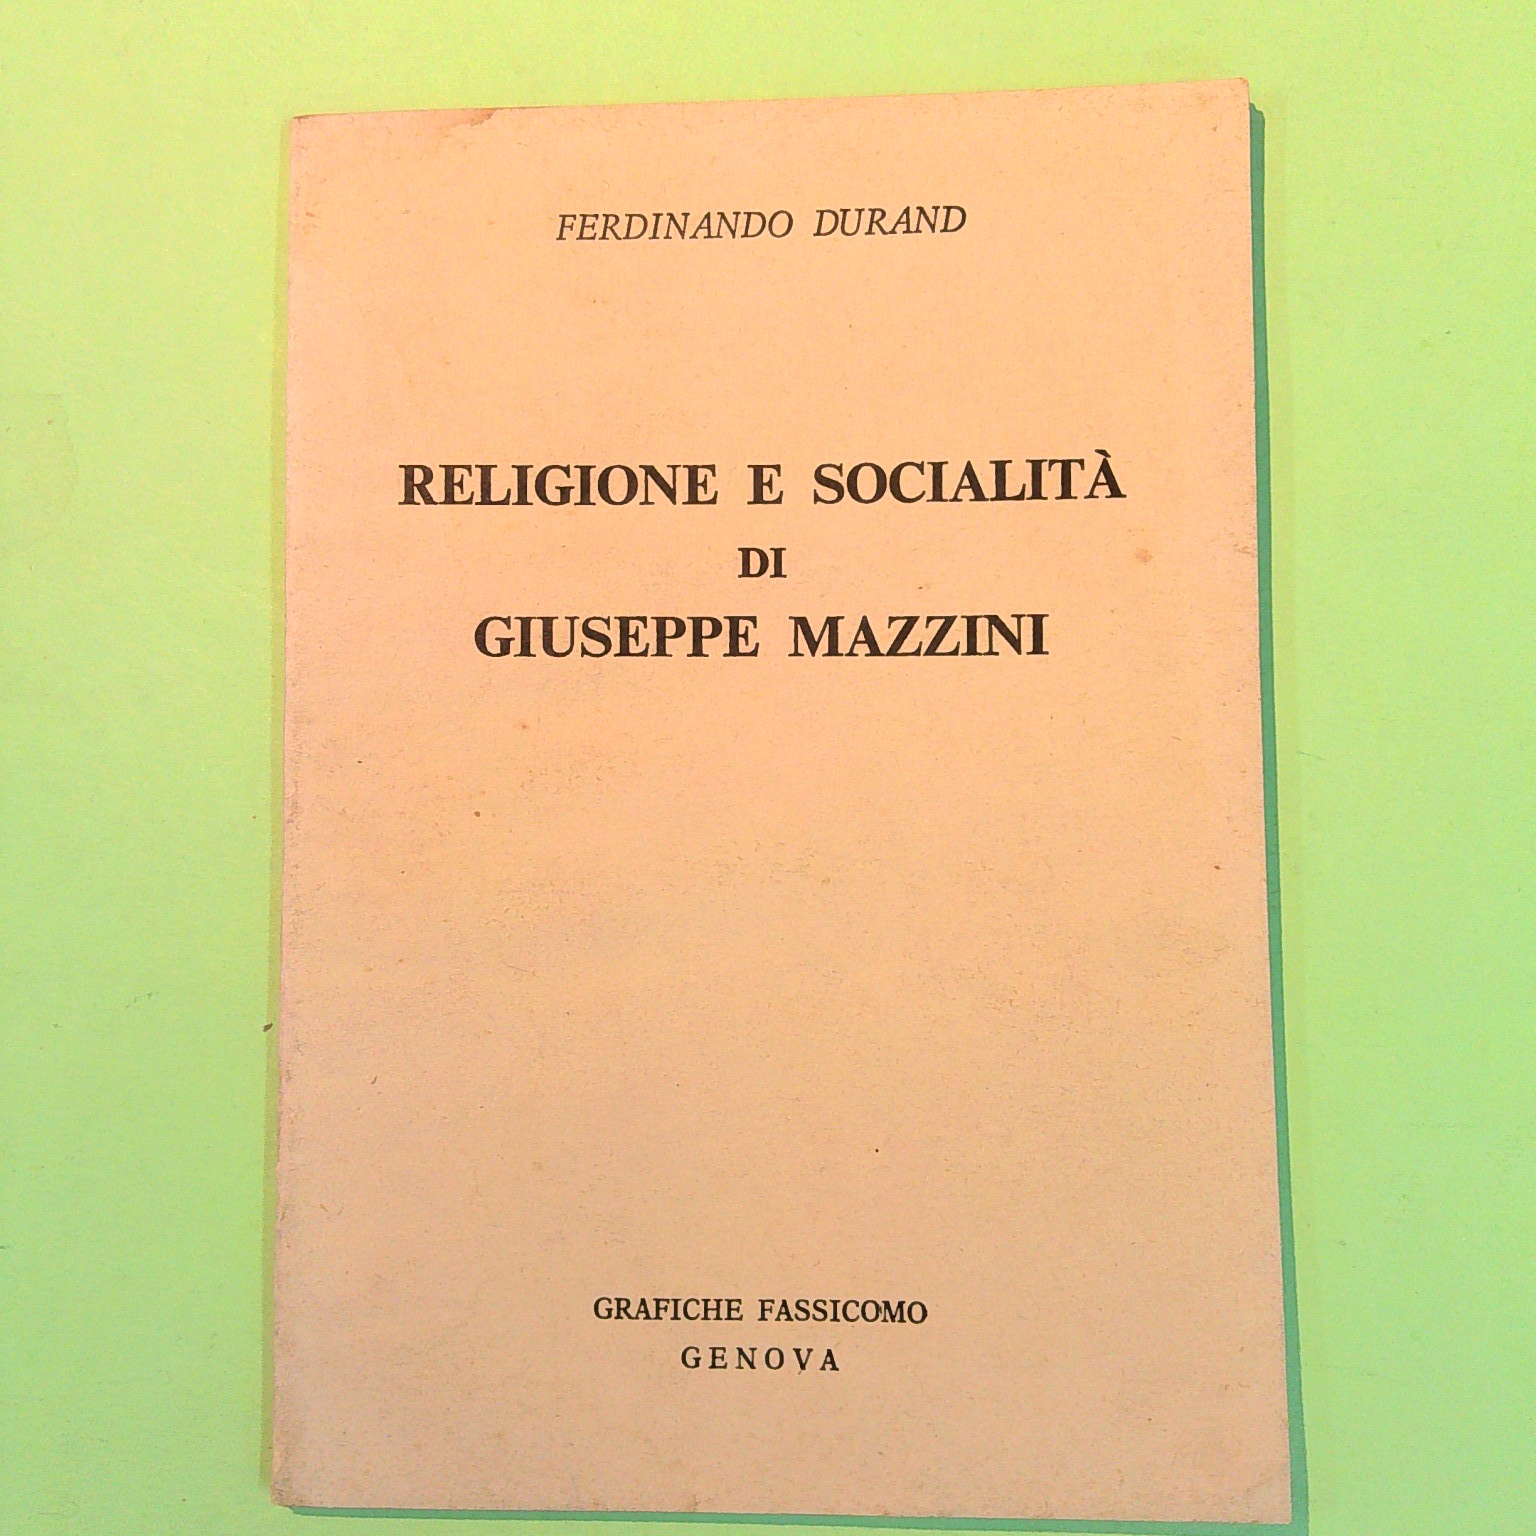 FERDINANDO DURAND
RELIGIONE E SOCIALITÀ
DI
GIUSEPPE MAZZINI
GRAFICHE FASSICOMO
GENOVA